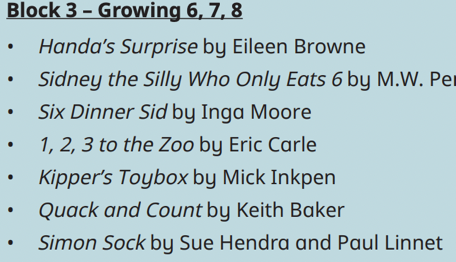 Block 3 – Growing 6, 7, 8
• Handa's Surprise by Eileen Browne
• Sidney the Silly Who Only Eats 6 by M.W.
• Six Dinner Sid by Inga Moore
• 1, 2, 3 to the Zoo by Eric Carle
• Kipper's Toybox by Mick Inkpen
• Quack and Count by Keith Baker
• Simon Sock by Sue Hendra and Paul Linnet